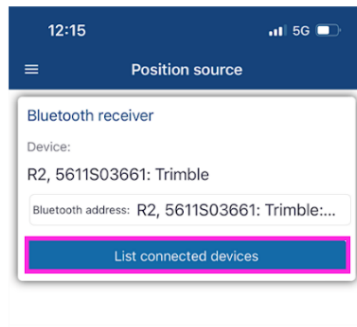 12:15 5G
Position source
Bluetooth receiver
Device:
R2, 5611S03661: Trimble
Bluetooth address: R2, 5611S03661: Trimble:...
List connected devices